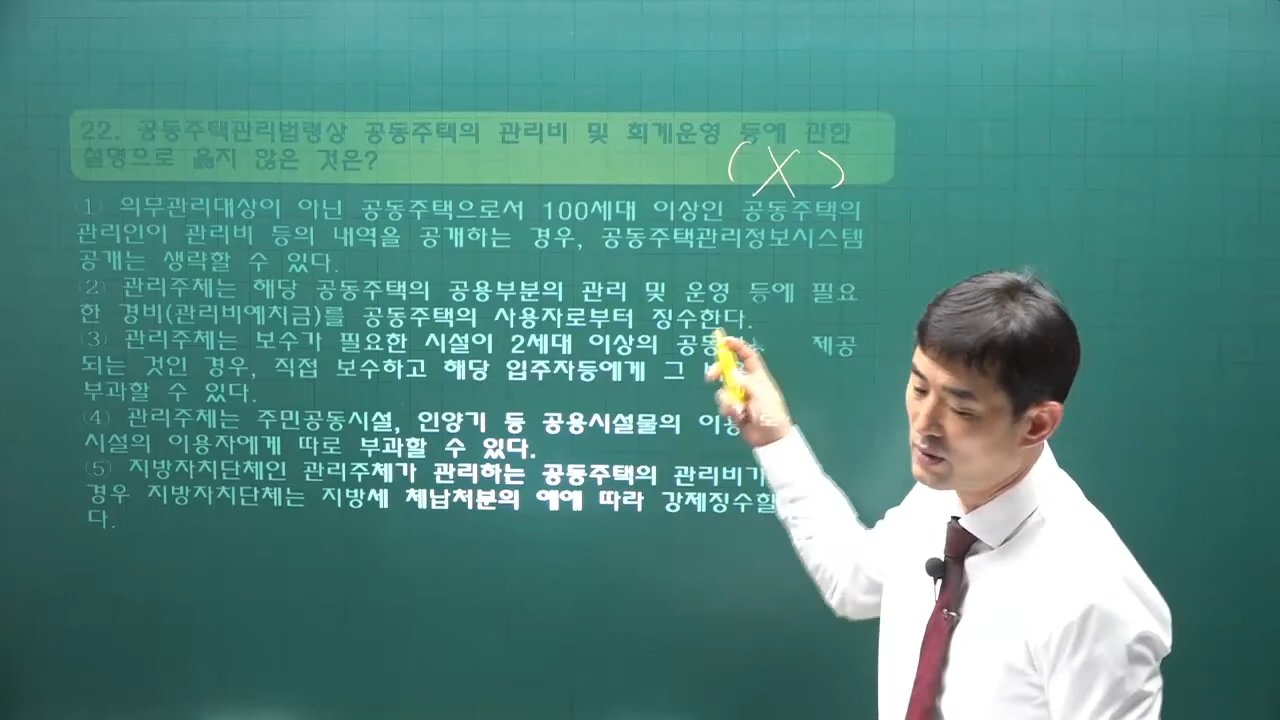 22. 공동주택관리법령상 공동주택의 관리비 및 회계운영 등에 관한
설명으로 옳지 않은 것은?
(X)
① 의무관리대상이 아닌 공동주택으로서 100세대 이상인 공동주택의
관리인이 관리비 등의 내역을 공개하는 경우, 공동주택관리정보시스템
공개는 생략할 수 있다.
② 관리주체는 해당 공동주택의 공용부분의 관리 및 운영 등에 필요
한 경비(관리비예치금)를 공동주택의 사용자로부터 징수한다.
③ 관리주체는 보수가 필요한 시설이 2세대 이상의 제공
되는 것인 경우, 직접 보수하고 해당 입주자등에게 그
부과할 수 있다.
④ 관리주체는 주민공동시설, 인양기 등 공용시설물의
시설의 이용자에게 따로 부과할 수 있다.
⑤ 지방자치단체인 관리주체가 관리하는 공동주택의 관리비가
경우 지방자치단체는 지방세 체납처분의 예에 따라 강제징수할
다.